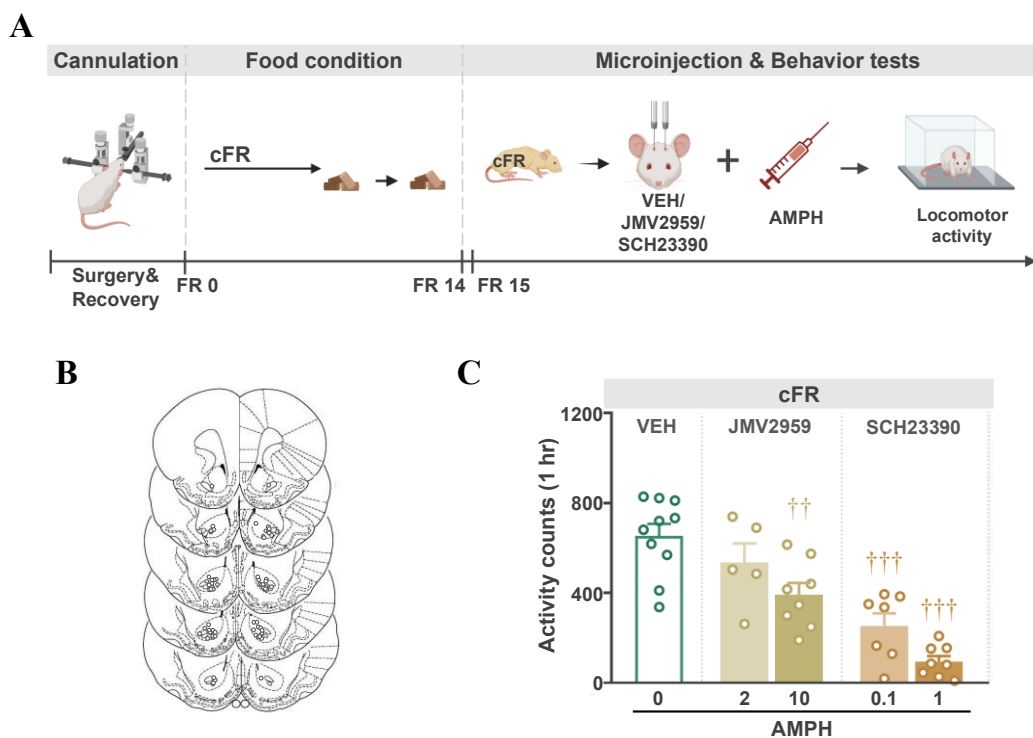 A
Cannulation
Food condition
Microinjection & Behavior tests
cFR
cFR
VEH/
JMV2959/
SCH23390
AMPH
Locomotor
activity
Surgery&
Recovery
FR 0
FR 14
FR 15
B
C
cFR
Activity counts (1 hr)
1200
800
400
0
VEH
JMV2959
SCH23390
††
†††
†††
0
2
10
0.1
1
AMPH